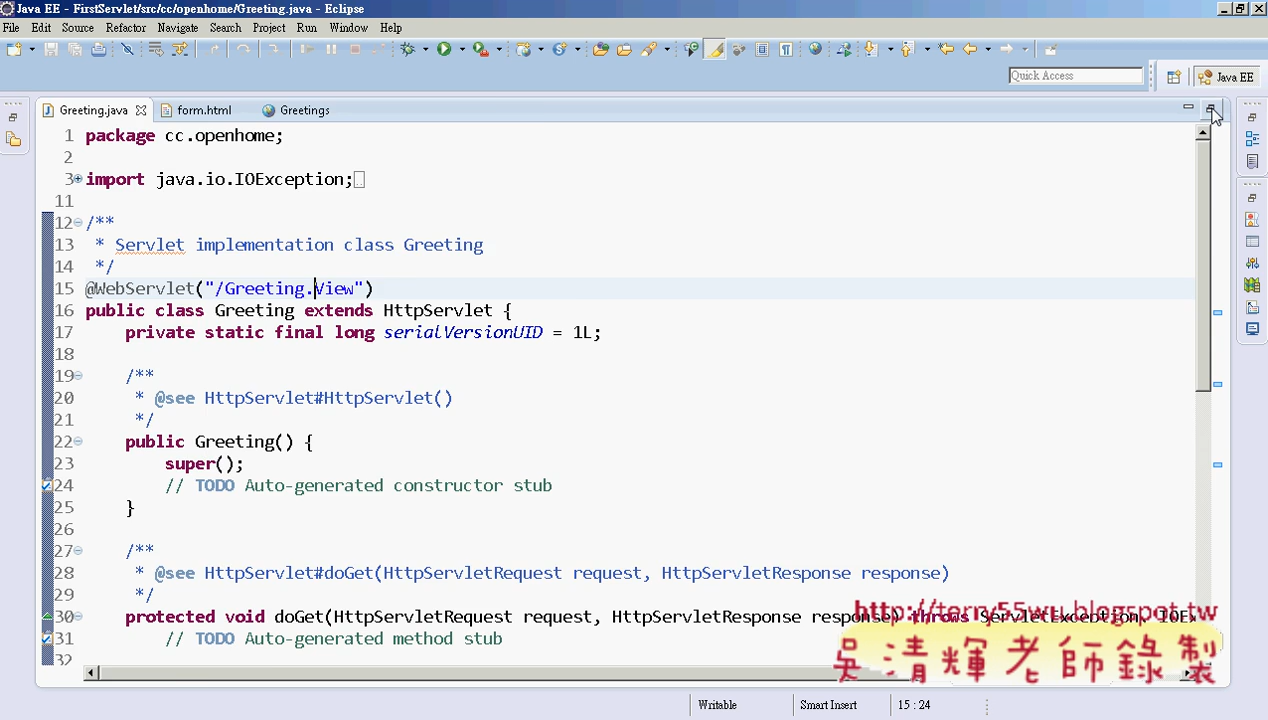 Java EE - FirstServlet/src/cc/openhome/Greeting.java - Eclipse
File Edit Source Refactor Navigate Search Project Run Window Help
Quick Access
Java EE
Greeting.java form.html Greetings
1 package cc.openhome;
2
3 import java.io.IOException;
11
12 /**
13 * Servlet implementation class Greeting
14 */
15 @WebServlet("/Greeting.View")
16 public class Greeting extends HttpServlet {
17 private static final long serialVersionUID = 1L;
18
19 /**
20 * @see HttpServlet#HttpServlet()
21 */
22 public Greeting() {
23 super();
24 // TODO Auto-generated constructor stub
25 }
26
27 /**
28 * @see HttpServlet#doGet(HttpServletRequest request, HttpServletResponse response)
29 */
30 protected void doGet(HttpServletRequest request, HttpServletResponse response) throws ServletException, IOEx
31 // TODO Auto-generated method stub
32
http://terry55wu.blogspot.tw
吳清輝老師錄製
Writable Smart Insert 15 : 24